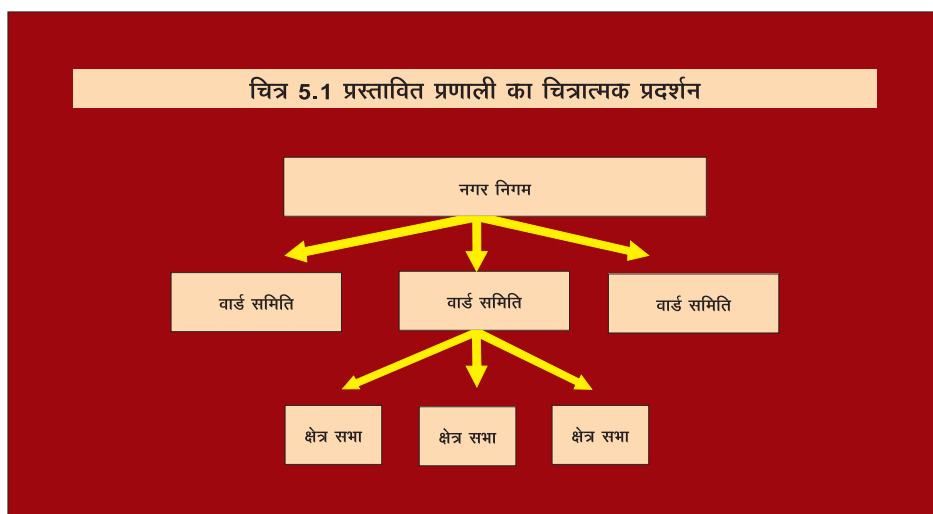 चित्र 5.1 प्रस्तावित प्रणाली का चित्रात्मक प्रदर्शन
नगर निगम
वार्ड समिति
वार्ड समिति
वार्ड समिति
क्षेत्र सभा
क्षेत्र सभा
क्षेत्र सभा